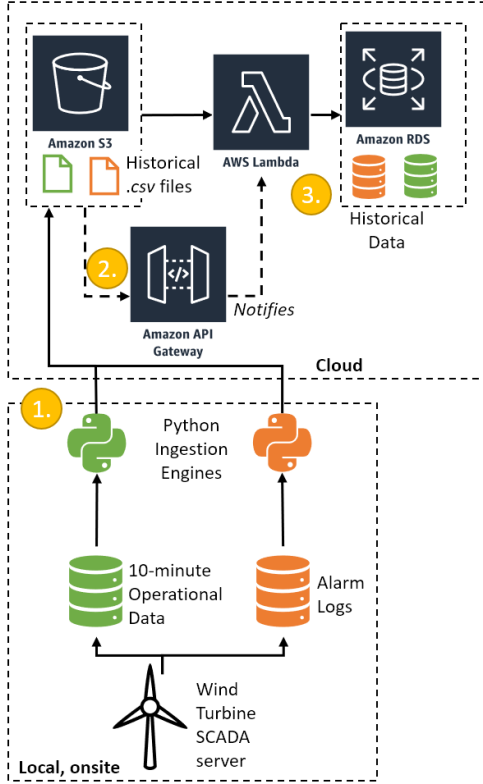 Amazon S3
Historical
.csv files
AWS Lambda
Amazon RDS
3.
Historical
Data
2.
</>
Notifies
Amazon API
Gateway
Cloud
1.
Python
Ingestion
Engines
10-minute
Operational
Data
Alarm
Logs
Wind
Turbine
SCADA
server
Local, onsite